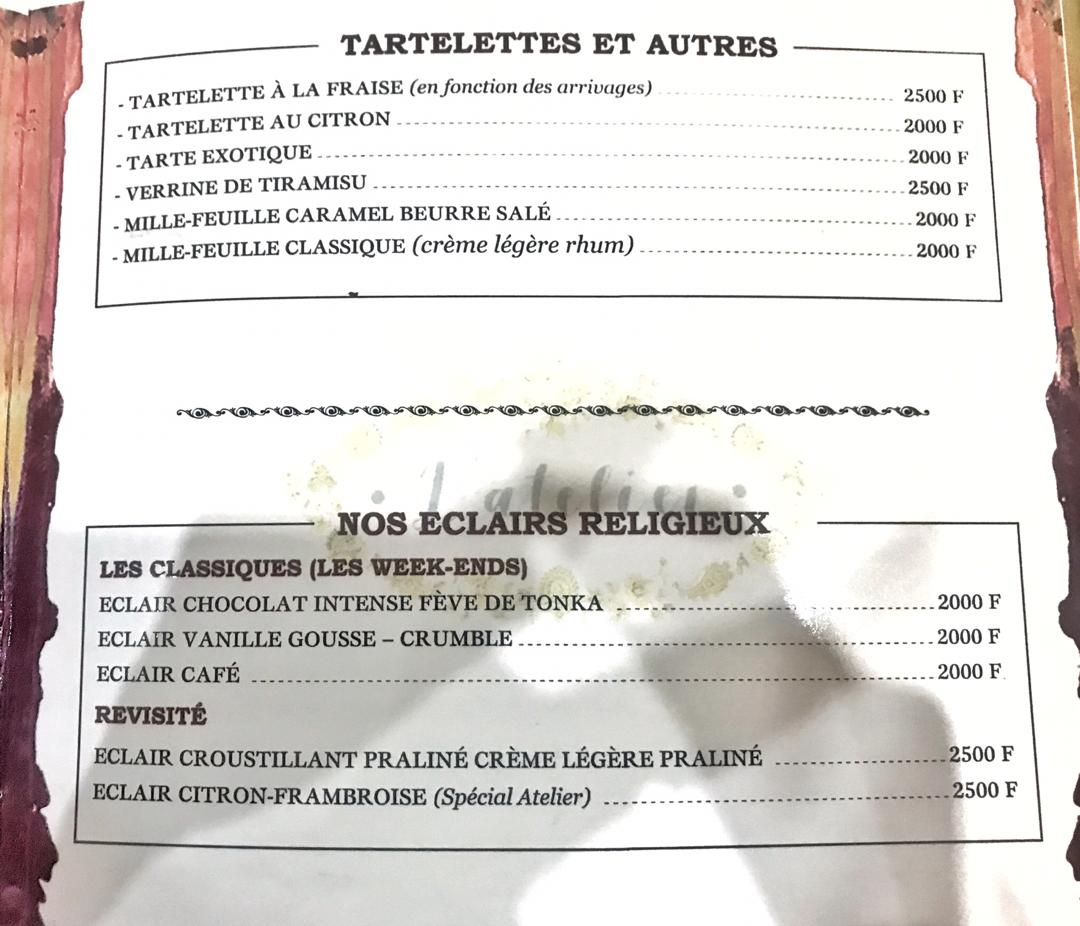 TARTELETTES ET AUTRES
- TARTELETTE À LA FRAISE (en fonction des arrivages) 2500 F
- TARTELETTE AU CITRON 2000 F
- TARTE EXOTIQUE 2000 F
- VERRINE DE TIRAMISU 2500 F
- MILLE-FEUILLE CARAMEL BEURRE SALÉ 2000 F
- MILLE-FEUILLE CLASSIQUE (crème légère rhum) 2000 F
L'atelier
NOS ECLAIRS RELIGIEUX
LES CLASSIQUES (LES WEEK-ENDS)
ECLAIR CHOCOLAT INTENSE FÈVE DE TONKA 2000 F
ECLAIR VANILLE GOUSSE – CRUMBLE 2000 F
ECLAIR CAFÉ 2000 F
REVISITÉ
ECLAIR CROUSTILLANT PRALINÉ CRÈME LÉGÈRE PRALINÉ 2500 F
ECLAIR CITRON-FRAMBROISE (Spécial Atelier) 2500 F